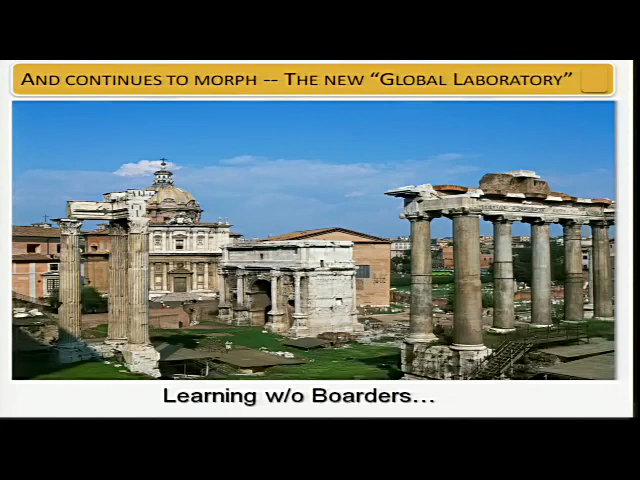 And continues to morph -- The new “Global Laboratory”
Learning w/o Boarders...